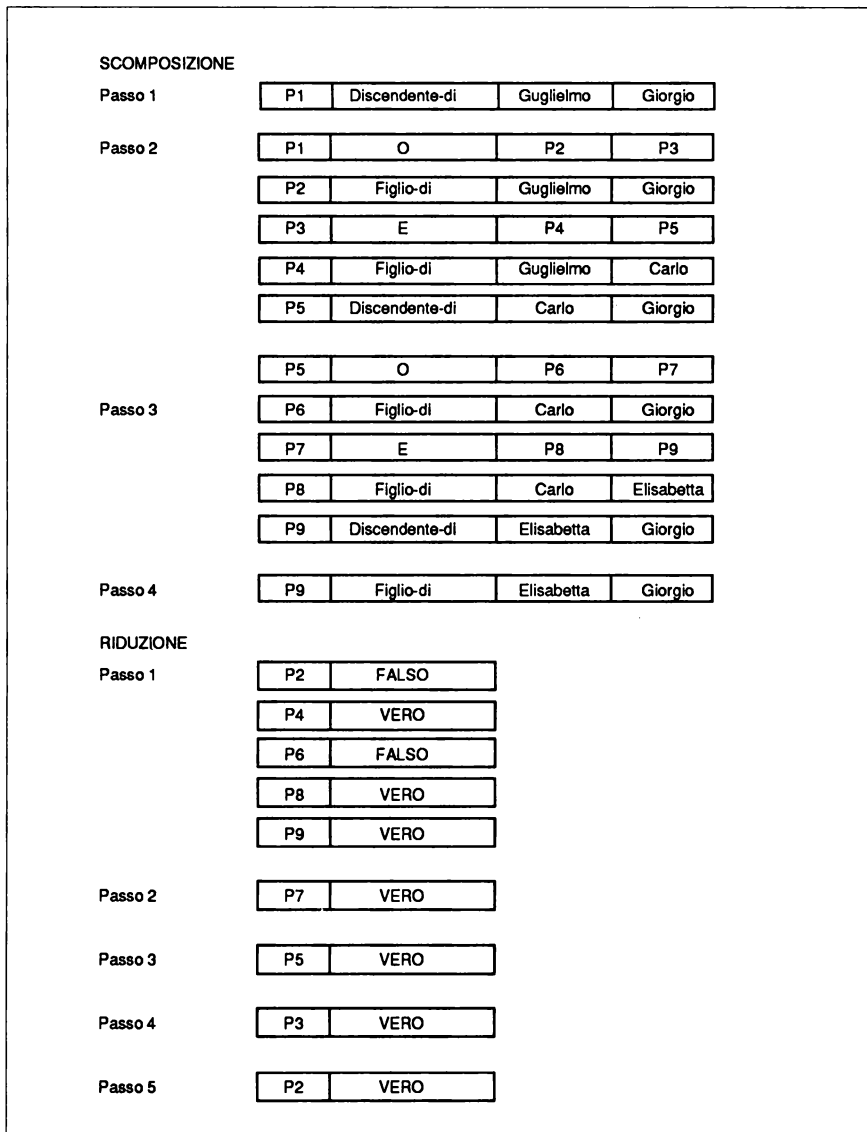 SCOMPOSIZIONE
Passo 1 P1 Discendente-di Guglielmo Giorgio
Passo 2 P1 O P2 P3
P2 Figlio-di Guglielmo Giorgio
P3 E P4 P5
P4 Figlio-di Guglielmo Carlo
P5 Discendente-di Carlo Giorgio
P5 O P6 P7
Passo 3 P6 Figlio-di Carlo Giorgio
P7 E P8 P9
P8 Figlio-di Carlo Elisabetta
P9 Discendente-di Elisabetta Giorgio
Passo 4 P9 Figlio-di Elisabetta Giorgio
RIDUZIONE
Passo 1 P2 FALSO
P4 VERO
P6 FALSO
P8 VERO
P9 VERO
Passo 2 P7 VERO
Passo 3 P5 VERO
Passo 4 P3 VERO
Passo 5 P2 VERO